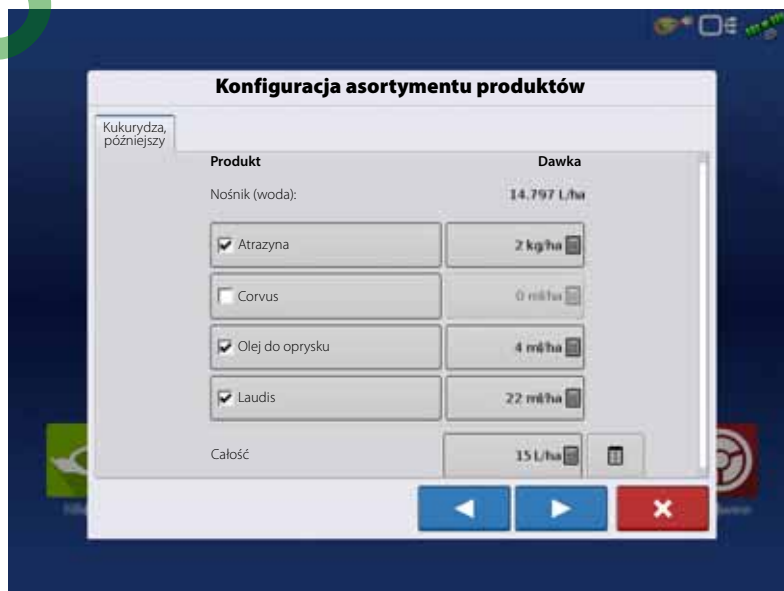 Konfiguracja asortymentu produktów
Kukurydza,
późniejszy
Produkt Dawka
Nośnik (woda): 14.797 L/ha
Atrazyna 2 kg/ha
Corvus 0 ml/ha
Olej do oprysku 4 ml/ha
Laudis 22 ml/ha
Całość 15 L/ha